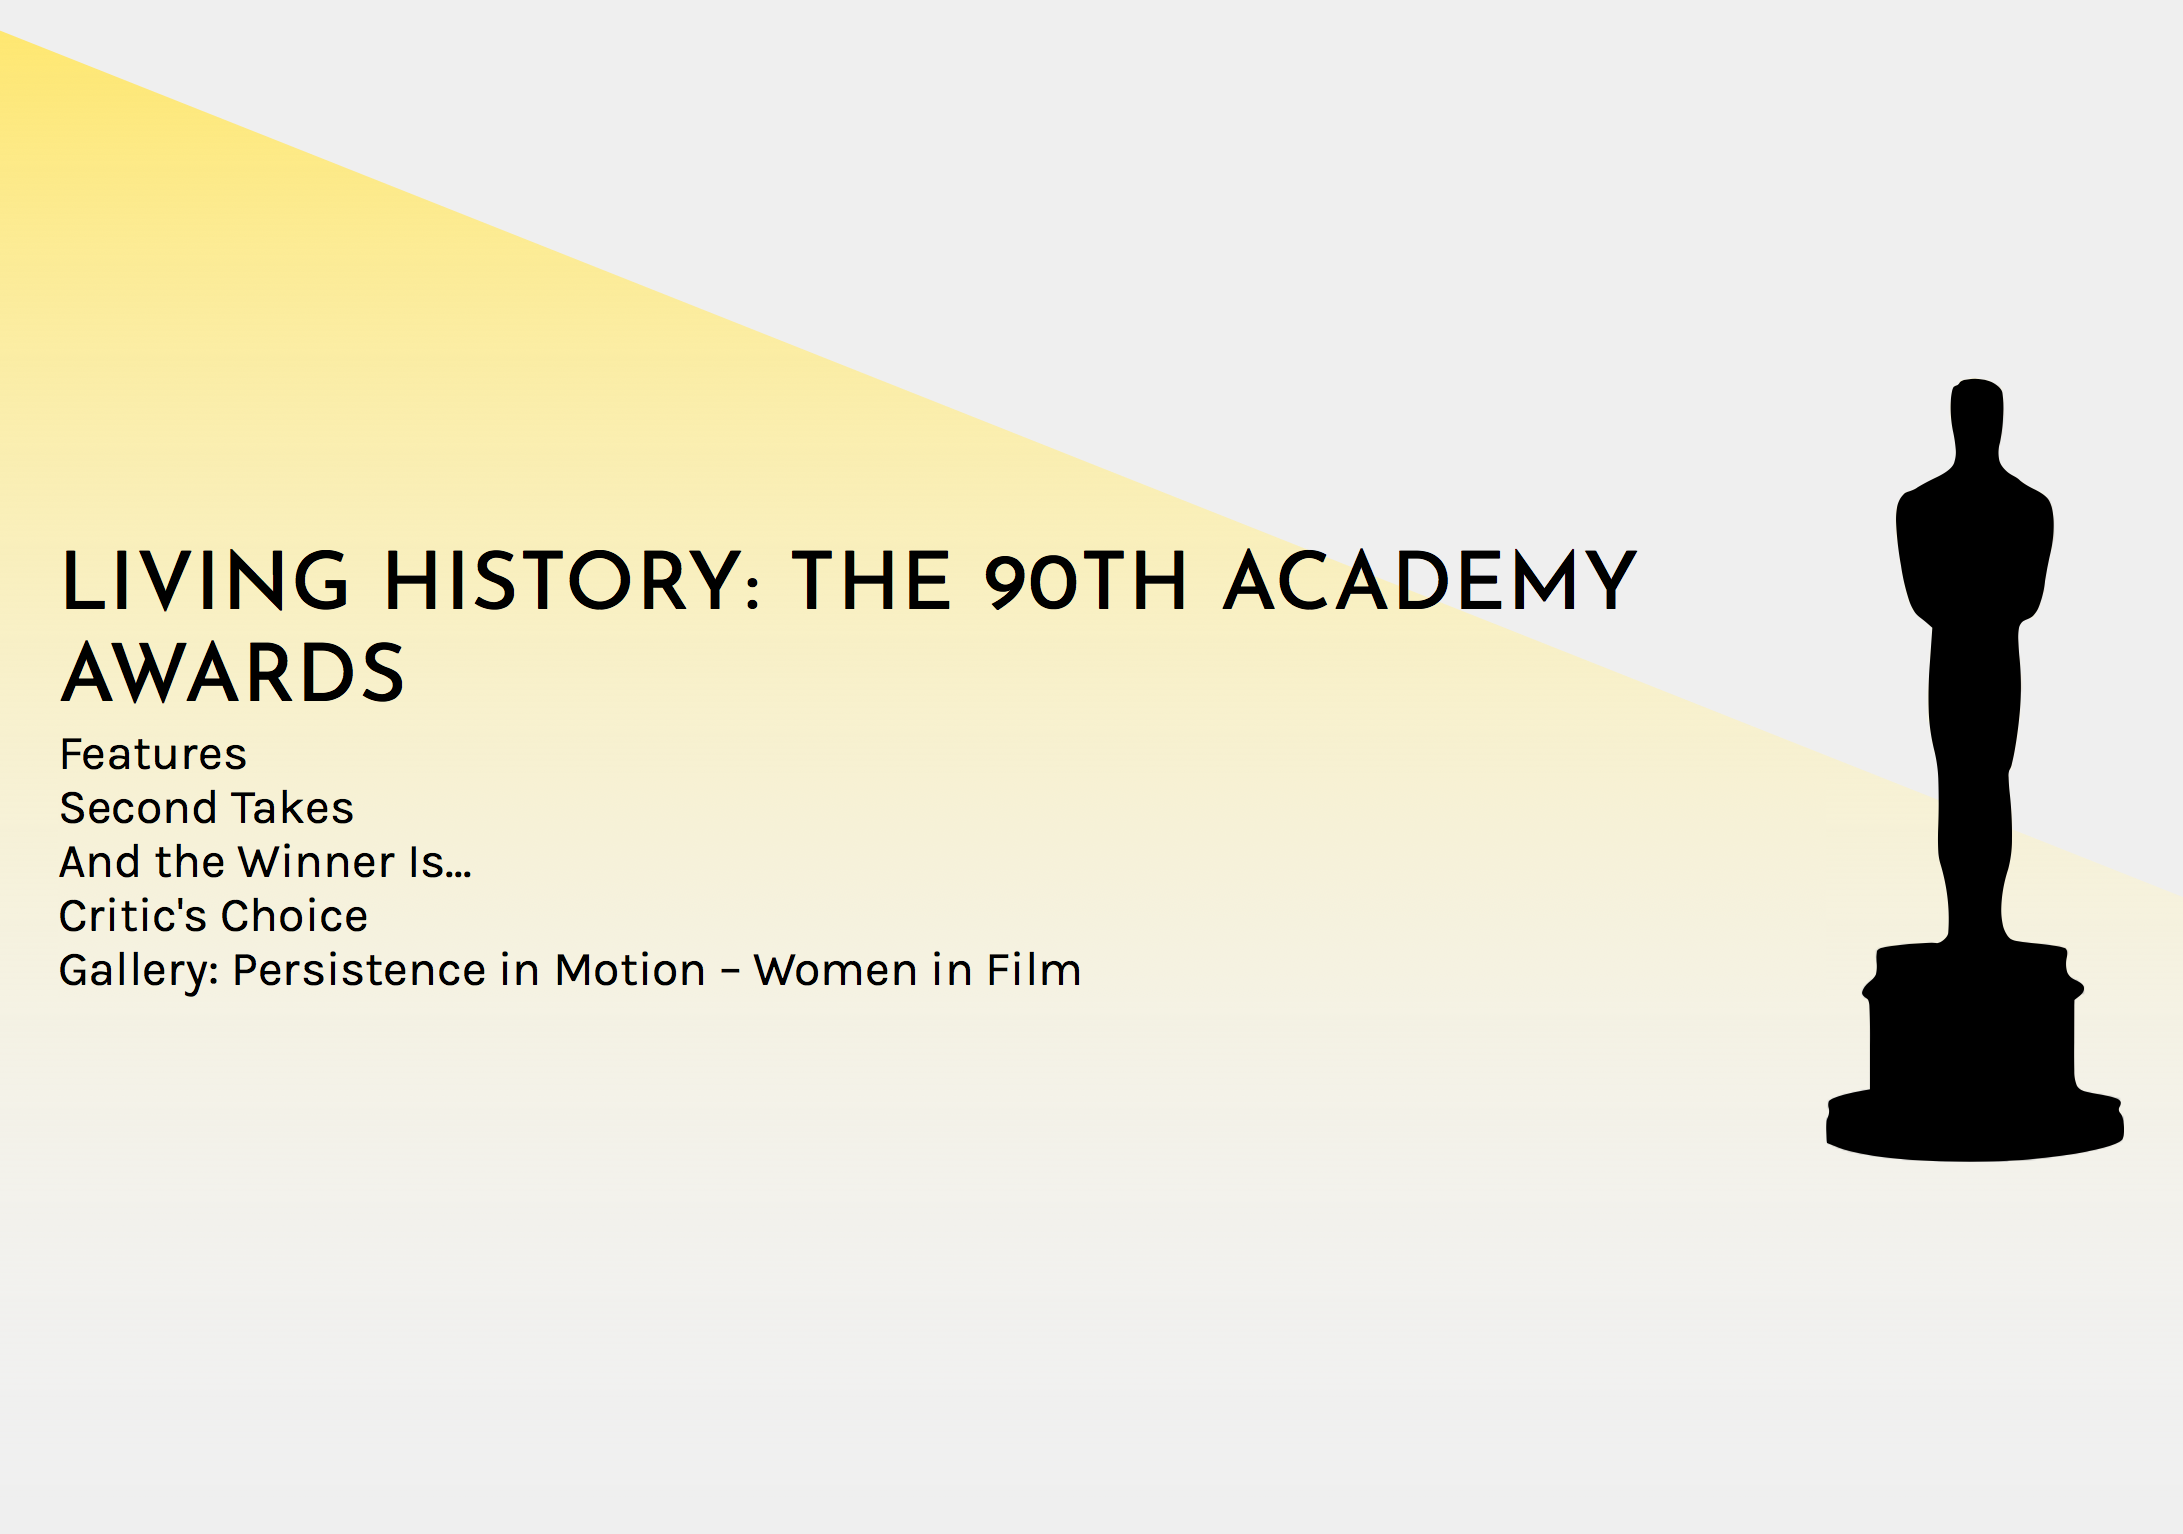 LIVING HISTORY: THE 90TH ACADEMY
AWARDS
Features
Second Takes
And the Winner Is...
Critic's Choice
Gallery: Persistence in Motion – Women in Film